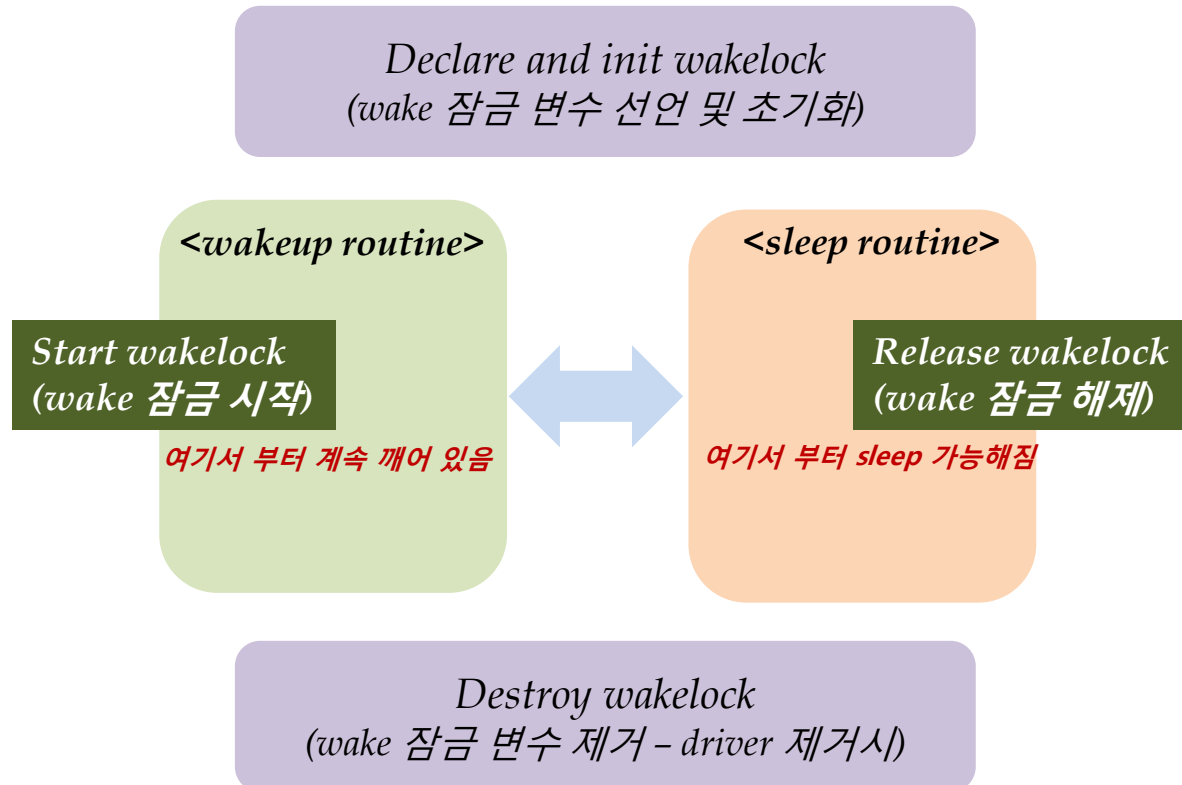 Declare and init wakelock
(wake 잠금 변수 선언 및 초기화)
<wakeup routine>
<sleep routine>
Start wakelock
(wake 잠금 시작)
Release wakelock
(wake 잠금 해제)
여기서 부터 계속 깨어 있음
여기서 부터 sleep 가능해짐
Destroy wakelock
(wake 잠금 변수 제거 – driver 제거시)